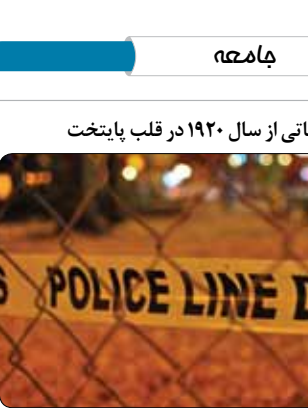 جامعه
از سال ۱۹۲۰ در قلب پایتخت
POLICE LINE